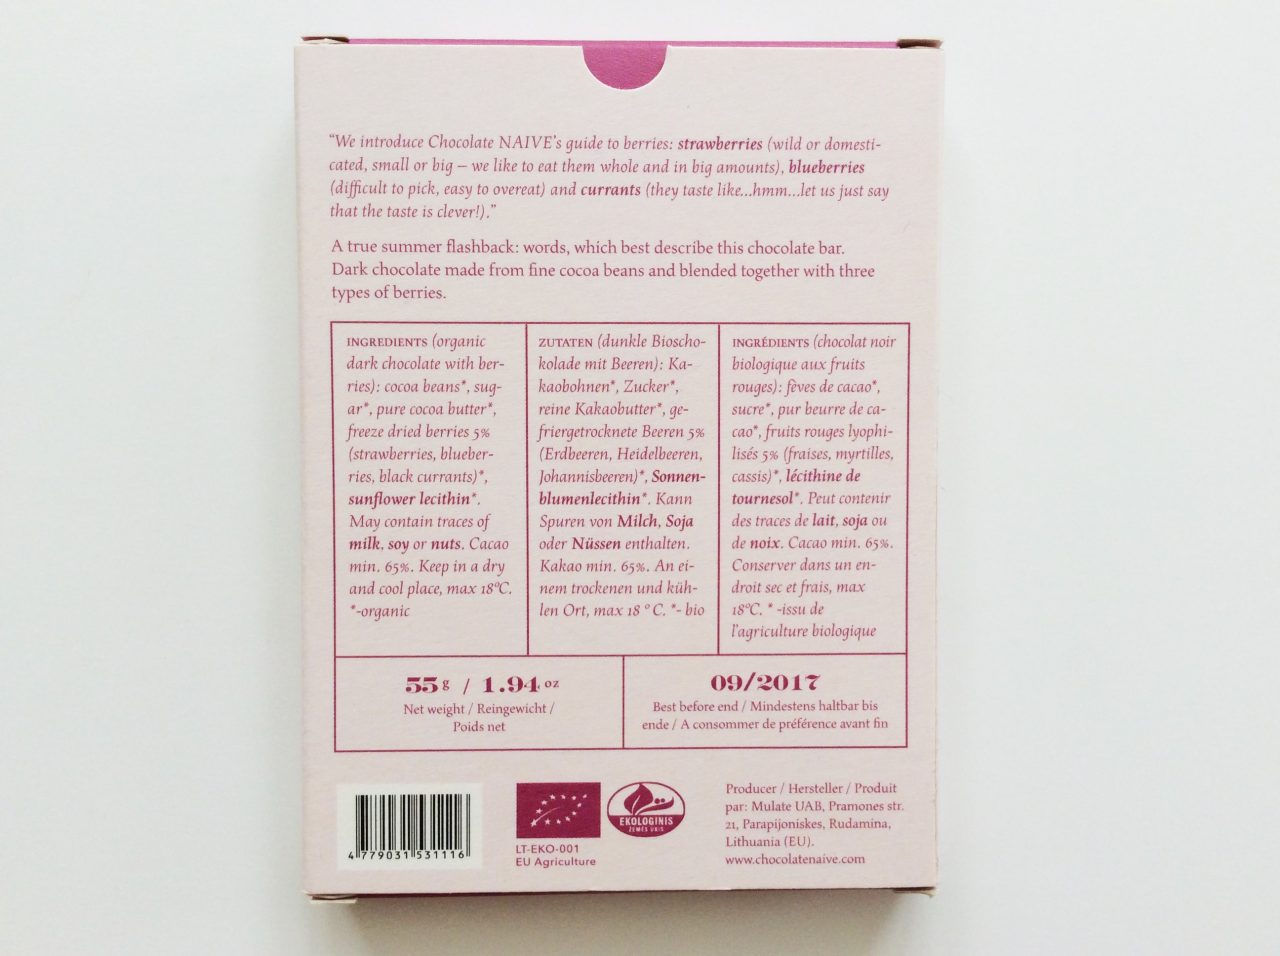 “We introduce Chocolate NAIVE’s guide to berries: strawberries (wild or domesti-
cated, small or big – we like to eat them whole and in big amounts), blueberries
(difficult to pick, easy to overeat) and currants (they taste like...hmm...let us just say
that the taste is clever!).”
A true summer flashback: words, which best describe this chocolate bar.
Dark chocolate made from fine cocoa beans and blended together with three
types of berries.
INGREDIENTS (organic
dark chocolate with ber-
ries): cocoa beans*, sug-
ar*, pure cocoa butter*,
freeze dried berries 5%
(strawberries, blueber-
ries, black currants)*,
sunflower lecithin*.
May contain traces of
milk, soy or nuts. Cacao
min. 65%. Keep in a dry
and cool place, max 18ºC.
*-organic
ZUTATEN (dunkle Biosch­o-
kolade mit Beeren): Ka-
kaobohnen*, Zucker*,
reine Kakaobutter*, ge-
friergetrocknete Beeren 5%
(Erdbeeren, Heidelbeeren,
Johannisbeeren)*, Sonnen-
blumenlecithin*. Kann
Spuren von Milch, Soja
oder Nüssen enthalten.
Kakao min. 65%. An ei-
nem trockenen und küh-
len Ort, max 18 º C. *- bio
INGRÉDIENTS (chocolat noir
biologique aux fruits
rouges): fèves de cacao*,
sucre*, pur beurre de ca-
cao*, fruits rouges lyophi-
lisés 5% (fraises, myrtilles,
cassis)*, lécithine de
tournesol*. Peut contenir
des traces de lait, soja ou
de noix. Cacao min. 65%.
Conserver dans un en-
droit sec et frais, max
18ºC. * -issu de
l’agriculture biologique
55 g / 1.94 oz
Net weight / Reingewicht /
Poids net
09/2017
Best before end / Mindestens haltbar bis
ende / A consommer de préférence avant fin
4 779031 531116
LT-EKO-001
EU Agriculture
EKOLOGINIS
ŽEMĖS ŪKIS
Producer / Hersteller / Produit
par: Mulate UAB, Pramones str.
21, Parapijoniskes, Rudamina,
Lithuania (EU).
www.chocolatenaive.com